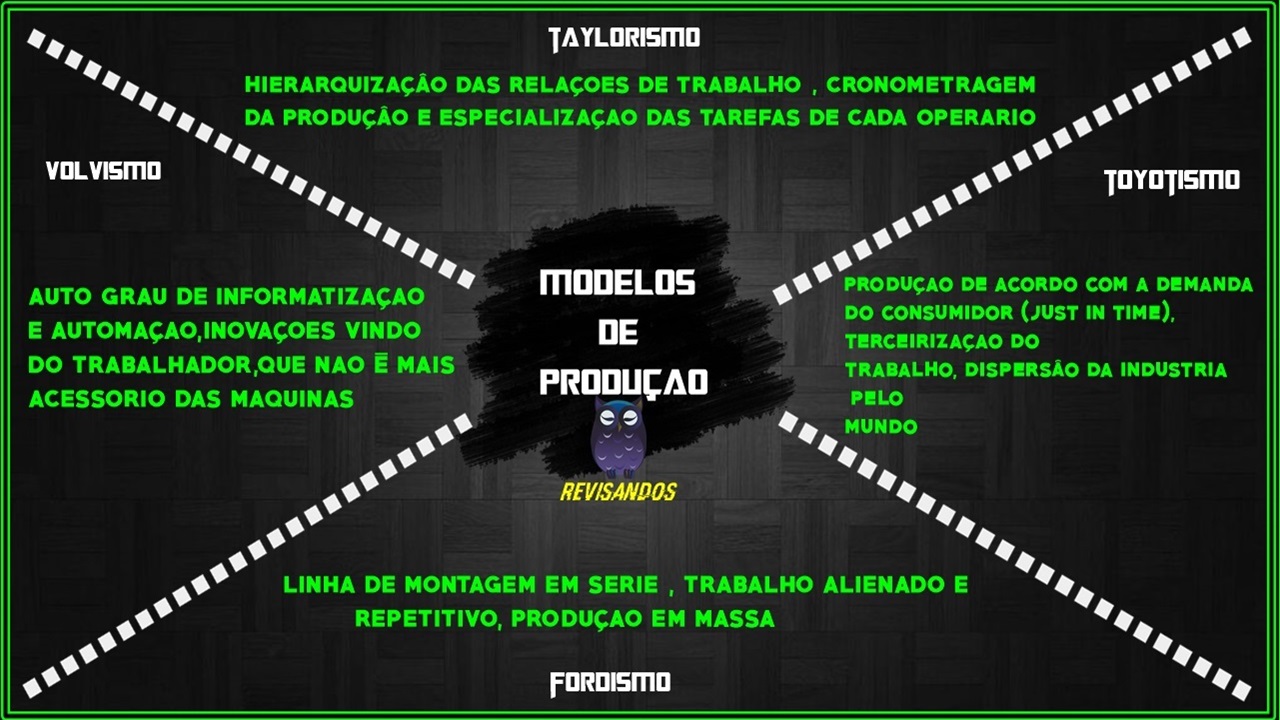 TAYLORISMO
HIERARQUIZAÇÂO DAS RELAÇOES DE TRABALHO , CRONOMETRAGEM
DA PRODUÇÂO E ESPECIALIZAÇAO DAS TAREFAS DE CADA OPERARIO
VOLVISMO
AUTO GRAU DE INFORMATIZAÇAO
E AUTOMAÇAO,INOVAÇOES VINDO
DO TRABALHADOR,QUE NAO Ē MAIS
ACESSORIO DAS MAQUINAS
MODELOS
DE
PRODUÇAO
REVISANDOS
TOYOTISMO
PRODUÇAO DE ACORDO COM A DEMANDA
DO CONSUMIDOR (JUST IN TIME),
TERCEIRIZAÇAO DO
TRABALHO, DISPERSÂO DA INDUSTRIA
PELO
MUNDO
LINHA DE MONTAGEM EM SERIE , TRABALHO ALIENADO E
REPETITIVO, PRODUÇAO EM MASSA
FORDISMO